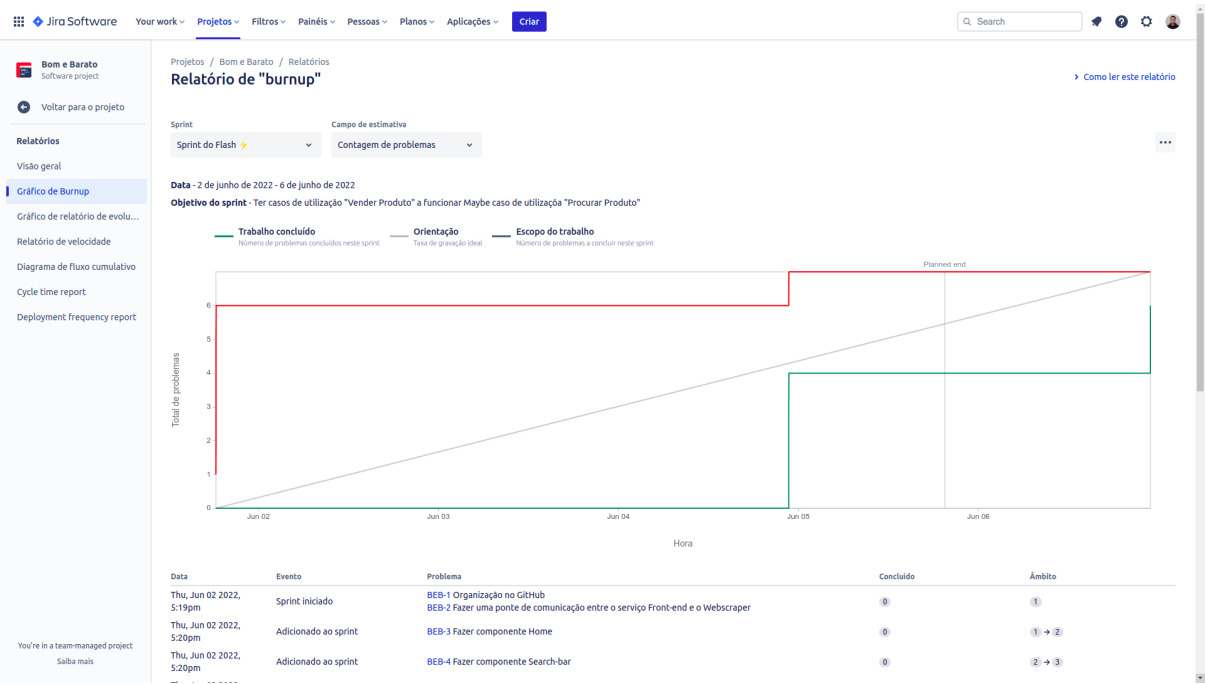 Jira Software Your work Projetos Filtros Painéis Pessoas Planos Aplicações Criar Search
Bom e Barato
Software project
Voltar para o projeto
Relatórios
Visão geral
Gráfico de Burnup
Gráfico de relatório de evolu...
Relatório de velocidade
Diagrama de fluxo cumulativo
Cycle time report
Deployment frequency report
You're in a team-managed project
Saiba mais
Projetos / Bom e Barato / Relatórios
Relatório de "burnup"
Como ler este relatório
Sprint Campo de estimativa
Sprint do Flash ⚡ Contagem de problemas
Data - 2 de junho de 2022 - 6 de junho de 2022
Objetivo do sprint - Ter casos de utilização "Vender Produto" a funcionar Maybe caso de utilização "Procurar Produto"
Trabalho concluído Orientação Escopo do trabalho
Número de problemas concluídos neste sprint Taxa de gravação ideal Número de problemas a concluir neste sprint
Planned end
6
5
4
3
2
1
0
Total de problemas
Jun 02 Jun 03 Jun 04 Jun 05 Jun 06
Hora
Data Evento Problema Concluído Âmbito
Thu, Jun 02 2022, 5:19pm Sprint iniciado BEB-1 Organização no GitHub
BEB-2 Fazer uma ponte de comunicação entre o serviço Front-end e o Webscraper 0 1
Thu, Jun 02 2022, 5:20pm Adicionado ao sprint BEB-3 Fazer componente Home 0 1 → 2
Thu, Jun 02 2022, 5:20pm Adicionado ao sprint BEB-4 Fazer componente Search-bar 0 2 → 3